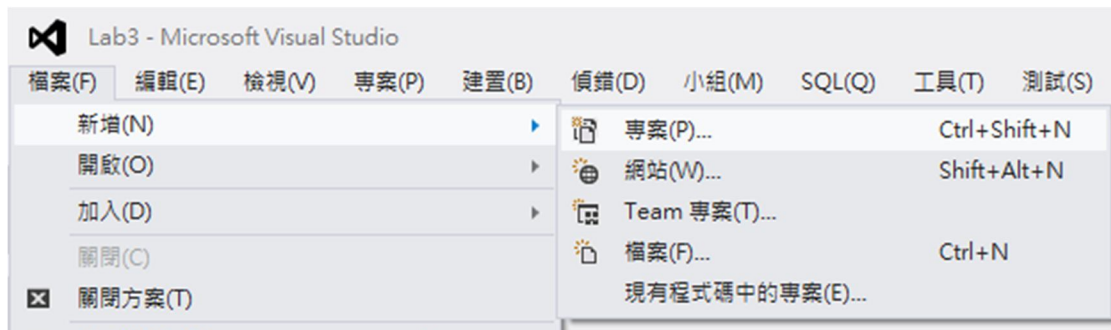 Lab3 - Microsoft Visual Studio
檔案(F) 編輯(E) 檢視(V) 專案(P) 建置(B) 偵錯(D) 小組(M) SQL(Q) 工具(T) 測試(S)
新增(N)
開啟(O)
加入(D)
關閉(C)
關閉方案(T)
專案(P)... Ctrl+Shift+N
網站(W)... Shift+Alt+N
Team 專案(T)...
檔案(F)... Ctrl+N
現有程式碼中的專案(E)...